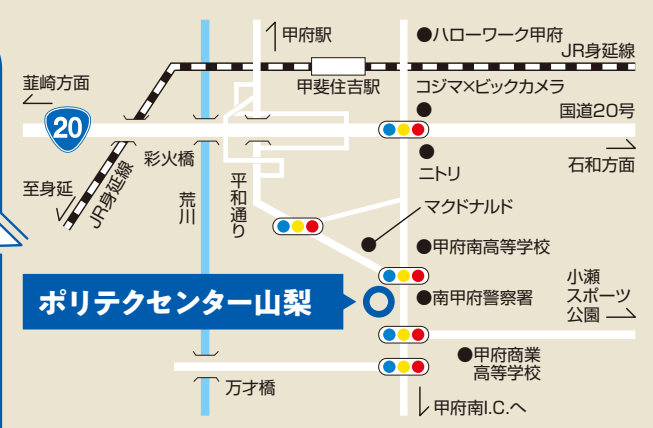 甲府駅
●ハローワーク甲府
JR身延線
韮崎方面
甲斐住吉駅
コジマ×ビックカメラ
国道20号
20
彩火橋
ニトリ
石和方面
至身延
JR身延線
荒川
平和通り
マクドナルド
●甲府南高等学校
ポリテクセンター山梨
●南甲府警察署
小瀬
スポーツ
公園
●甲府商業
高等学校
万才橋
甲府南I.C.へ